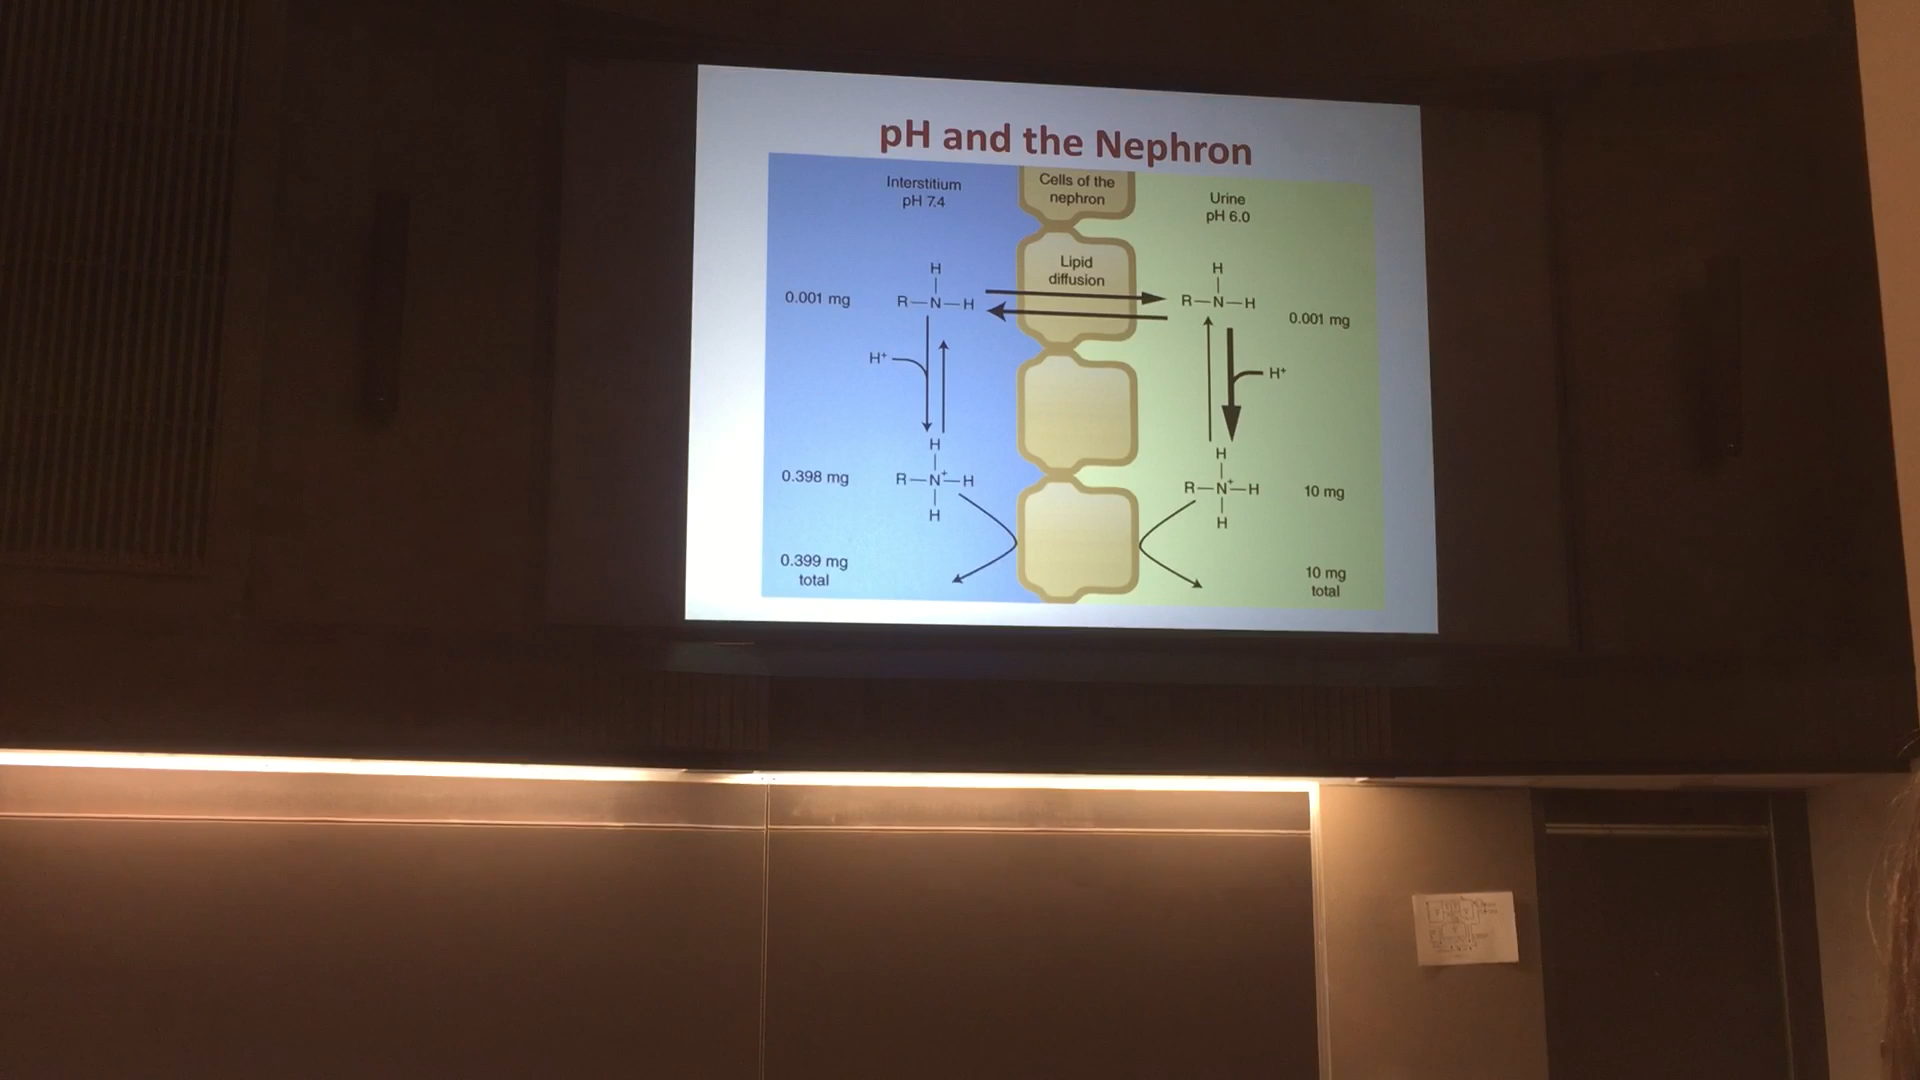 pH and the Nephron
Interstitium
pH 7.4
Cells of the
nephron
Urine
pH 6.0
Lipid
diffusion
0.001 mg
H
R—N—H
H
R—N—H
0.001 mg
H+
H+
0.398 mg
H
R—N+—H
H
H
R—N+—H
H
10 mg
0.399 mg
total
10 mg
total